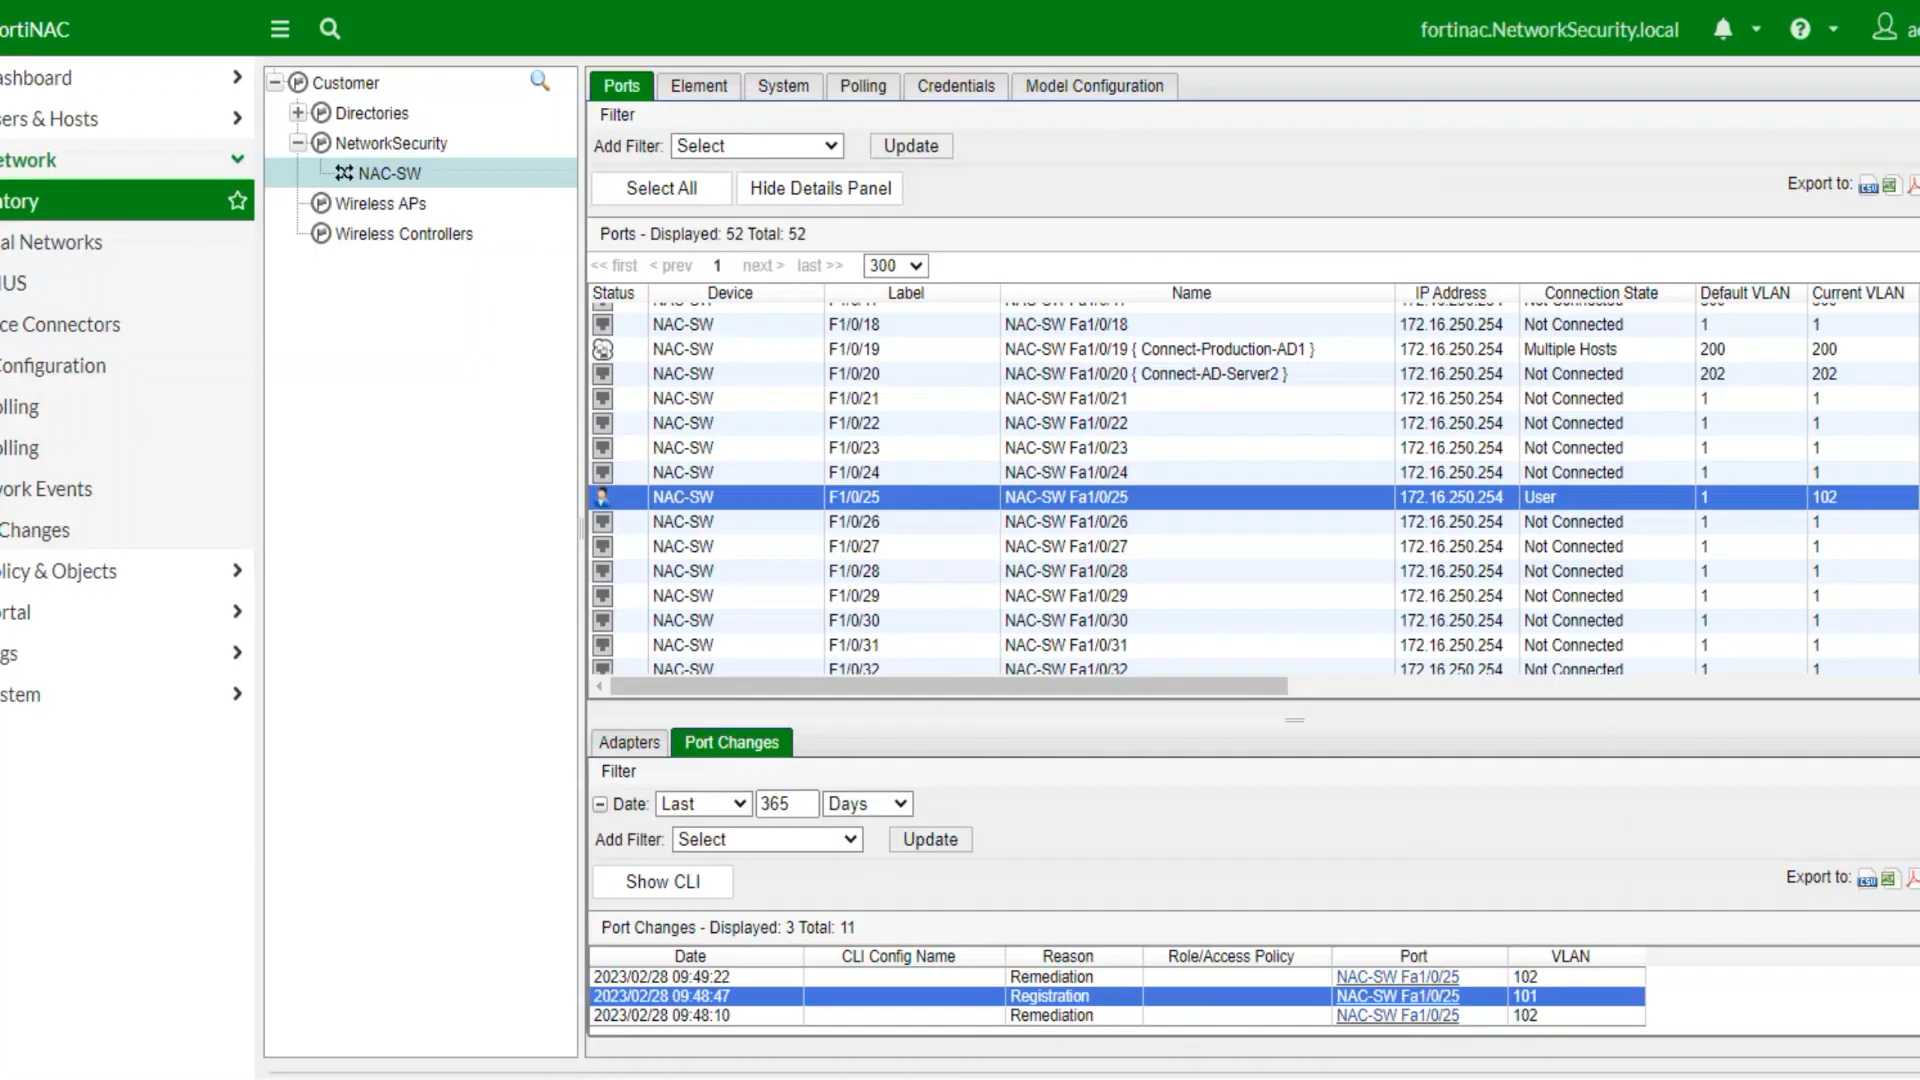 ortiNAC
fortinac.NetworkSecurity.local
ashboard
sers & Hosts
etwork
tory
al Networks
IUS
ce Connectors
Configuration
olling
olling
ork Events
Changes
licy & Objects
ortal
gs
stem
Customer
Directories
NetworkSecurity
NAC-SW
Wireless APs
Wireless Controllers
Ports Element System Polling Credentials Model Configuration
Filter
Add Filter: Select Update
Select All Hide Details Panel
Export to:
Ports - Displayed: 52 Total: 52
<< first < prev 1 next > last >> 300
Status Device Label Name IP Address Connection State Default VLAN Current VLAN
NAC-SW F1/0/18 NAC-SW Fa1/0/18 172.16.250.254 Not Connected 1 1
NAC-SW F1/0/19 NAC-SW Fa1/0/19 { Connect-Production-AD1 } 172.16.250.254 Multiple Hosts 200 200
NAC-SW F1/0/20 NAC-SW Fa1/0/20 { Connect-AD-Server2 } 172.16.250.254 Not Connected 202 202
NAC-SW F1/0/21 NAC-SW Fa1/0/21 172.16.250.254 Not Connected 1 1
NAC-SW F1/0/22 NAC-SW Fa1/0/22 172.16.250.254 Not Connected 1 1
NAC-SW F1/0/23 NAC-SW Fa1/0/23 172.16.250.254 Not Connected 1 1
NAC-SW F1/0/24 NAC-SW Fa1/0/24 172.16.250.254 Not Connected 1 1
NAC-SW F1/0/25 NAC-SW Fa1/0/25 172.16.250.254 User 1 102
NAC-SW F1/0/26 NAC-SW Fa1/0/26 172.16.250.254 Not Connected 1 1
NAC-SW F1/0/27 NAC-SW Fa1/0/27 172.16.250.254 Not Connected 1 1
NAC-SW F1/0/28 NAC-SW Fa1/0/28 172.16.250.254 Not Connected 1 1
NAC-SW F1/0/29 NAC-SW Fa1/0/29 172.16.250.254 Not Connected 1 1
NAC-SW F1/0/30 NAC-SW Fa1/0/30 172.16.250.254 Not Connected 1 1
NAC-SW F1/0/31 NAC-SW Fa1/0/31 172.16.250.254 Not Connected 1 1
NAC-SW F1/0/32 NAC-SW Fa1/0/32 172.16.250.254 Not Connected 1 1
Adapters Port Changes
Filter
Date: Last 365 Days
Add Filter: Select Update
Show CLI
Export to:
Port Changes - Displayed: 3 Total: 11
Date CLI Config Name Reason Role/Access Policy Port VLAN
2023/02/28 09:49:22 Remediation NAC-SW Fa1/0/25 102
2023/02/28 09:48:47 Registration NAC-SW Fa1/0/25 101
2023/02/28 09:48:10 Remediation NAC-SW Fa1/0/25 102